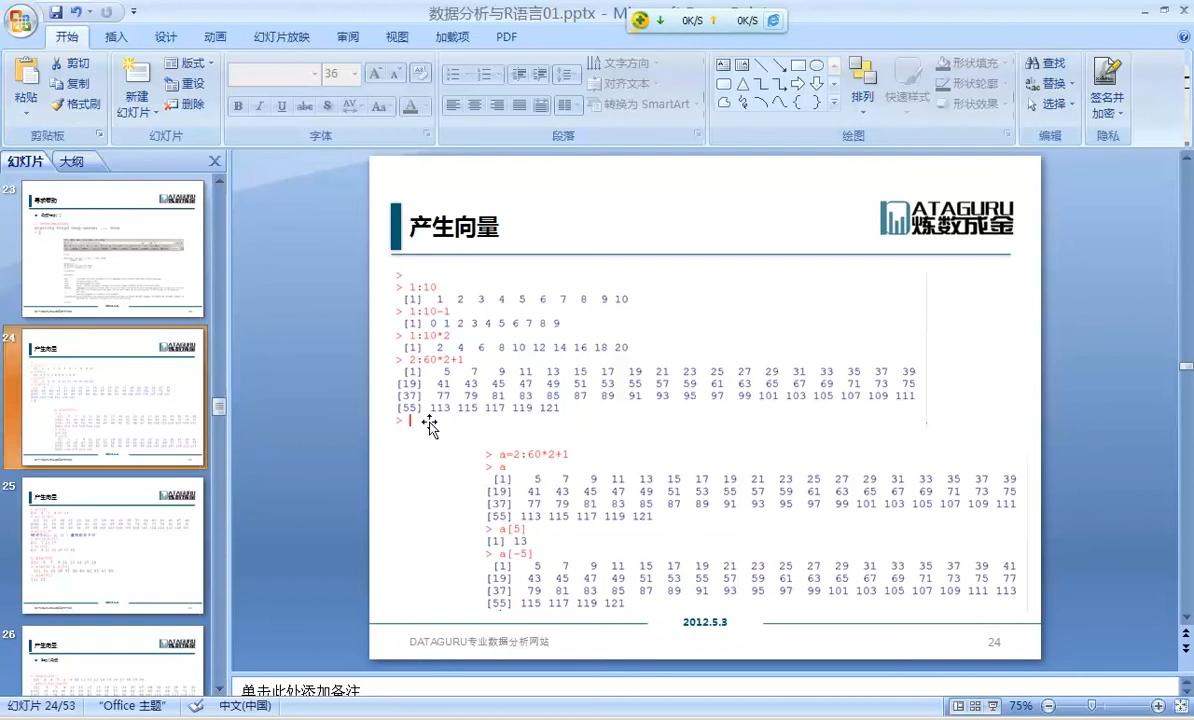 数据分析与R语言01.pptx - M
0K/S
0K/S
开始
插入
设计
动画
幻灯片放映
审阅
视图
加载项
PDF
粘贴
剪切
复制
格式刷
新建
幻灯片
版式
重设
删除
36
B I U abc S AV Aa A
文字方向
对齐文本
转换为 SmartArt
排列
快速样式
形状填充
形状轮廓
形状效果
查找
替换
选择
签名并
加密
剪贴板
幻灯片
字体
段落
绘图
编辑
隐私
幻灯片
大纲
23
寻求帮助
24
产生向量
25
产生向量
26
产生向量
产生向量
DATAGURU
炼数成金
>
> 1:10
[1] 1 2 3 4 5 6 7 8 9 10
> 1:10-1
[1] 0 1 2 3 4 5 6 7 8 9
> 1:10*2
[1] 2 4 6 8 10 12 14 16 18 20
> 2:60*2+1
[1] 5 7 9 11 13 15 17 19 21 23 25 27 29 31 33 35 37 39
[19] 41 43 45 47 49 51 53 55 57 59 61 63 65 67 69 71 73 75
[37] 77 79 81 83 85 87 89 91 93 95 97 99 101 103 105 107 109 111
[55] 113 115 117 119 121
>
> a=2:60*2+1
> a
[1] 5 7 9 11 13 15 17 19 21 23 25 27 29 31 33 35 37 39
[19] 41 43 45 47 49 51 53 55 57 59 61 63 65 67 69 71 73 75
[37] 77 79 81 83 85 87 89 91 93 95 97 99 101 103 105 107 109 111
[55] 113 115 117 119 121
> a[5]
[1] 13
> a[-5]
[1] 5 7 9 11 15 17 19 21 23 25 27 29 31 33 35 37 39 41
[19] 43 45 47 49 51 53 55 57 59 61 63 65 67 69 71 73 75 77
[37] 79 81 83 85 87 89 91 93 95 97 99 101 103 105 107 109 111 113
[55] 115 117 119 121
2012.5.3
DATAGURU专业数据分析网站
24
单击此处添加备注
幻灯片 24/53
“Office 主题”
中文(中国)
75%